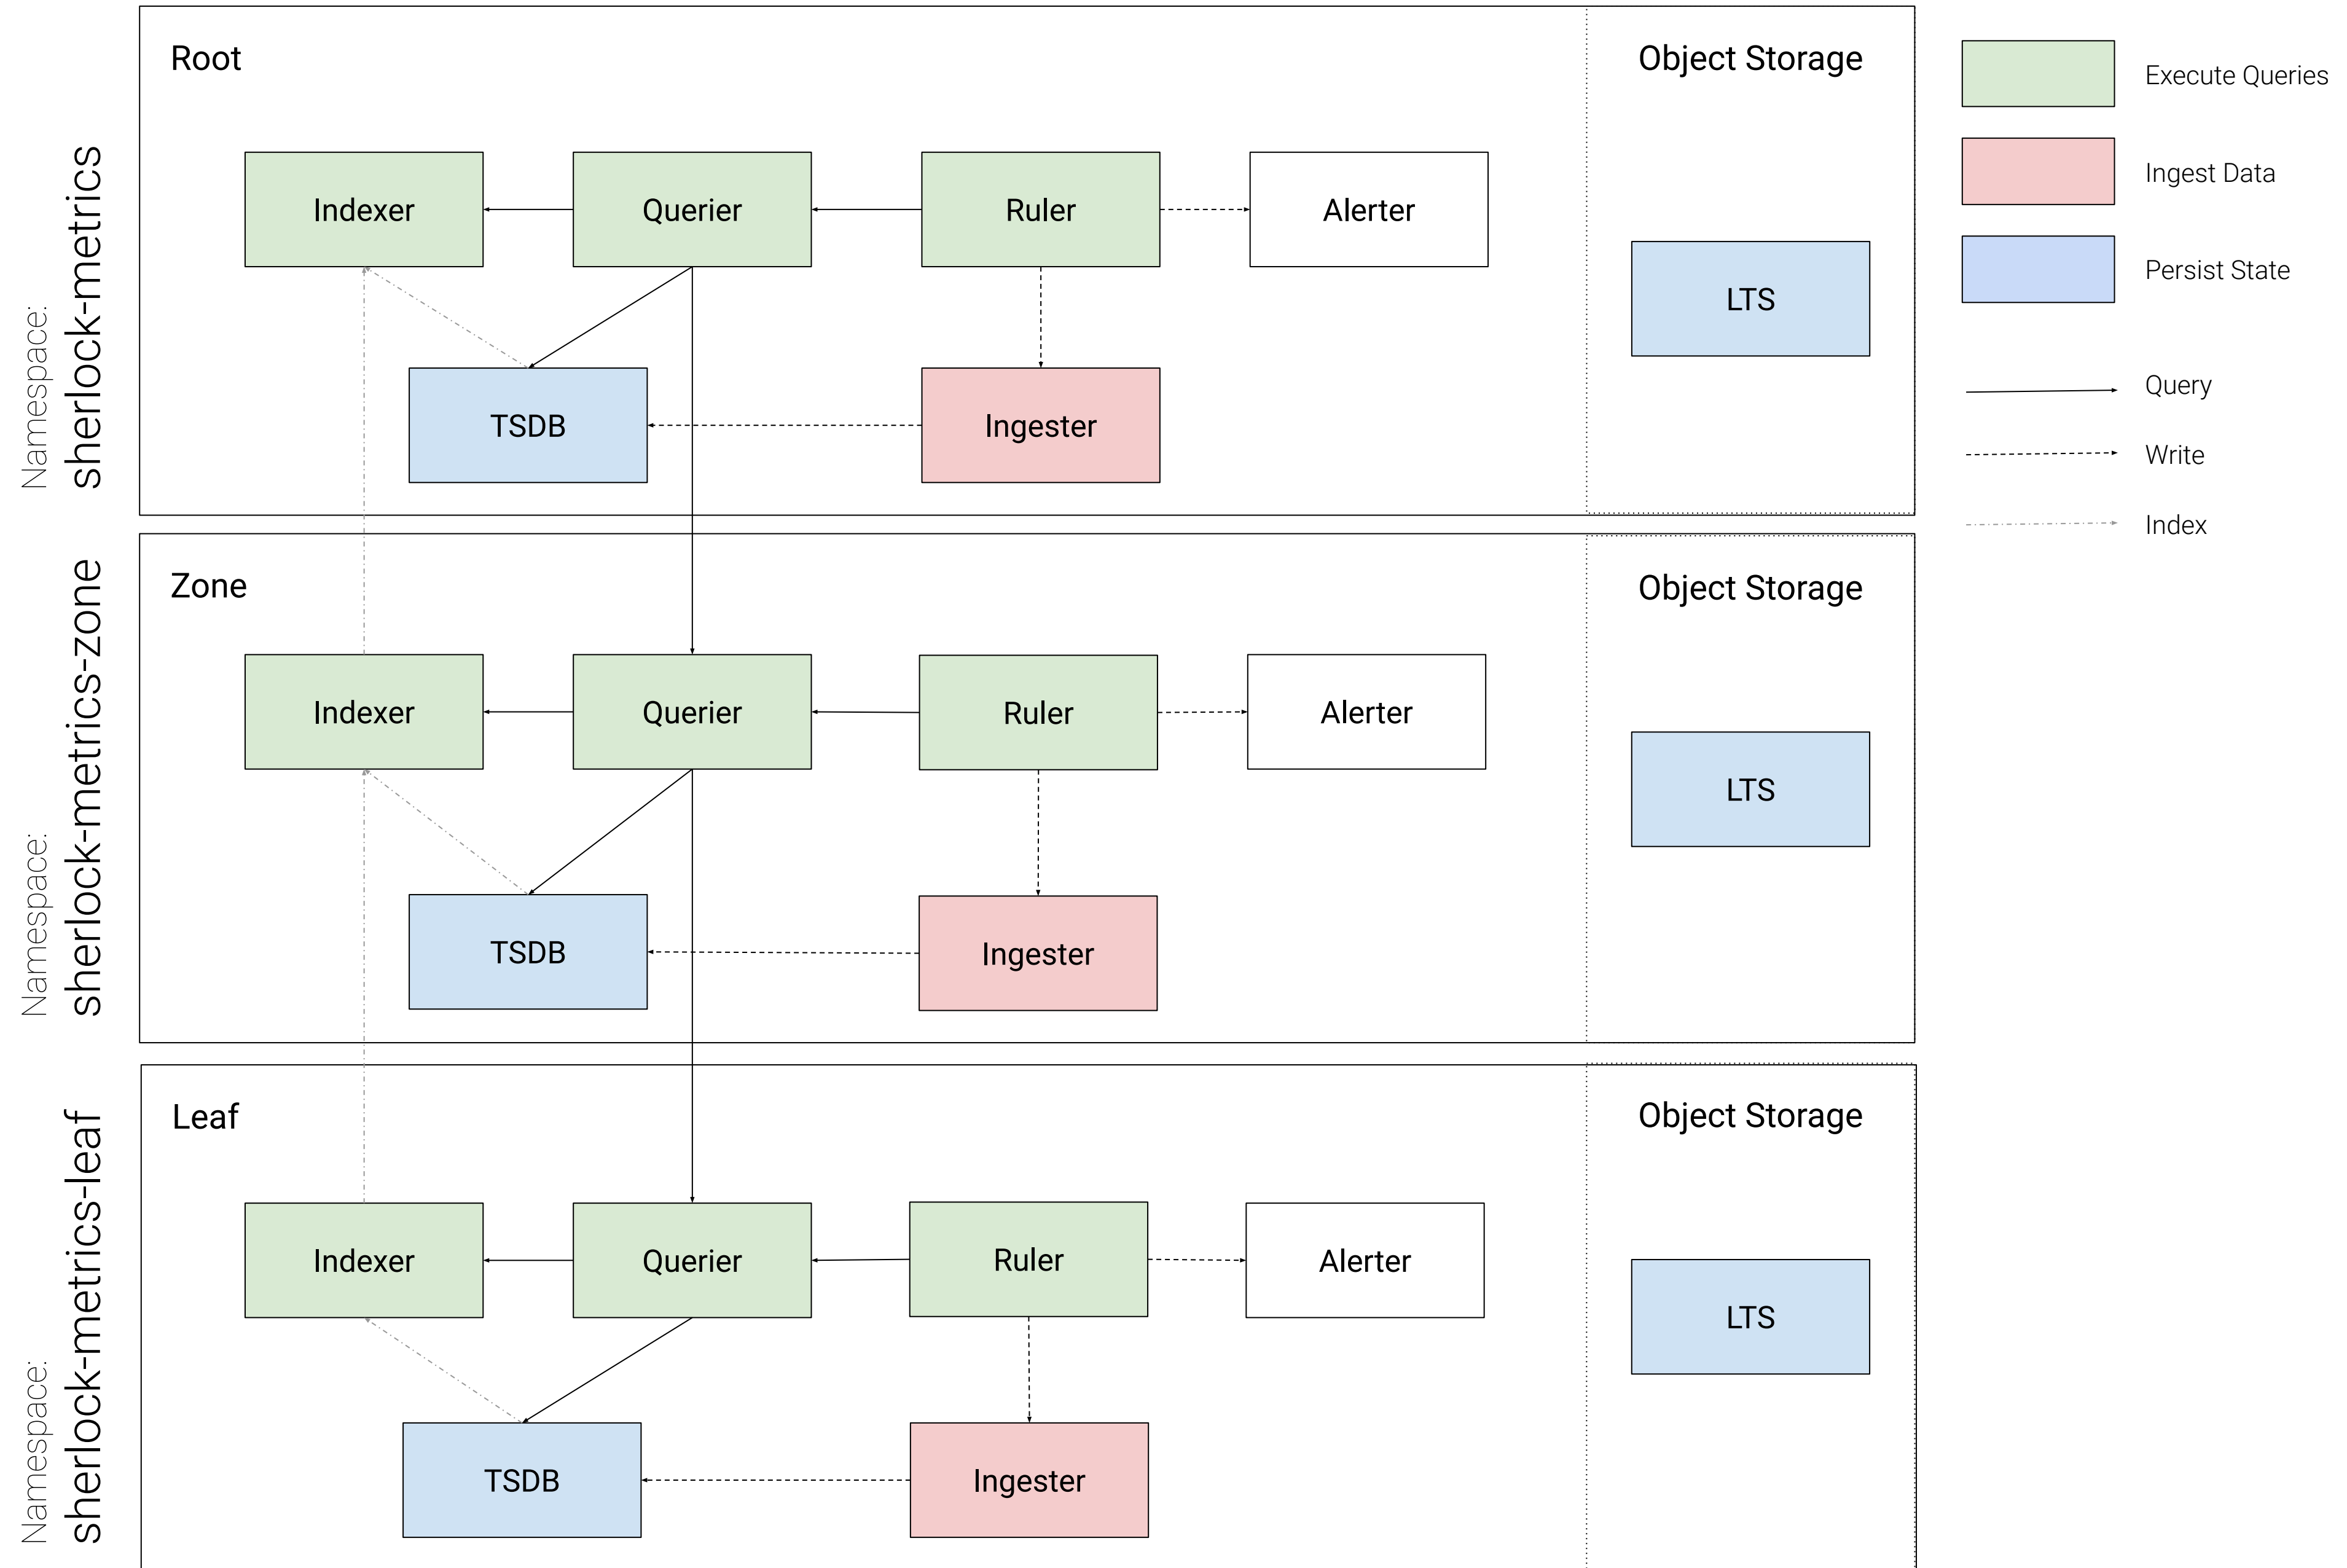 Namespace:
sherlock-metrics
Root
Object Storage
Indexer
Querier
Ruler
Alerter
LTS
TSDB
Ingester
Namespace:
sherlock-metrics-zone
Zone
Object Storage
Indexer
Querier
Ruler
Alerter
LTS
TSDB
Ingester
Namespace:
sherlock-metrics-leaf
Leaf
Object Storage
Indexer
Querier
Ruler
Alerter
LTS
TSDB
Ingester
Execute Queries
Ingest Data
Persist State
Query
Write
Index